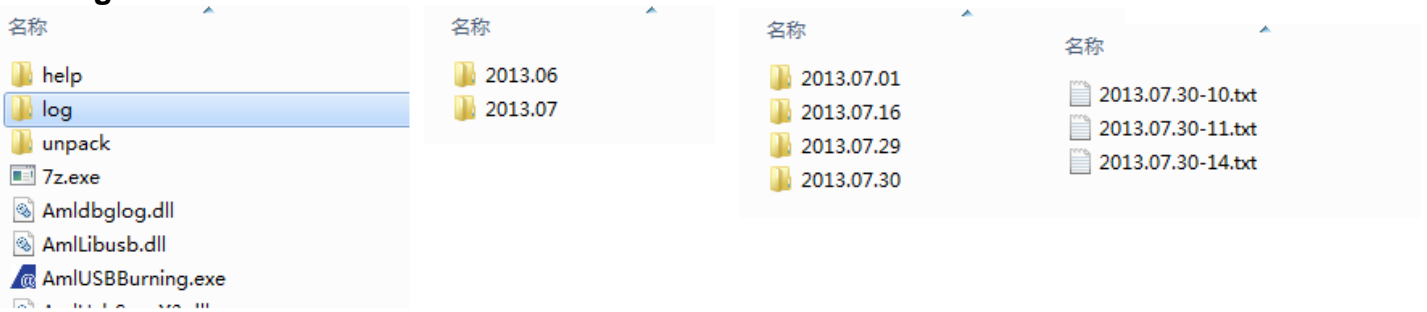 名称
help
log
unpack
7z.exe
Amldbglog.dll
AmlLibusb.dll
AmlUSBBurning.exe
名称
2013.06
2013.07
名称
2013.07.01
2013.07.16
2013.07.29
2013.07.30
名称
2013.07.30-10.txt
2013.07.30-11.txt
2013.07.30-14.txt